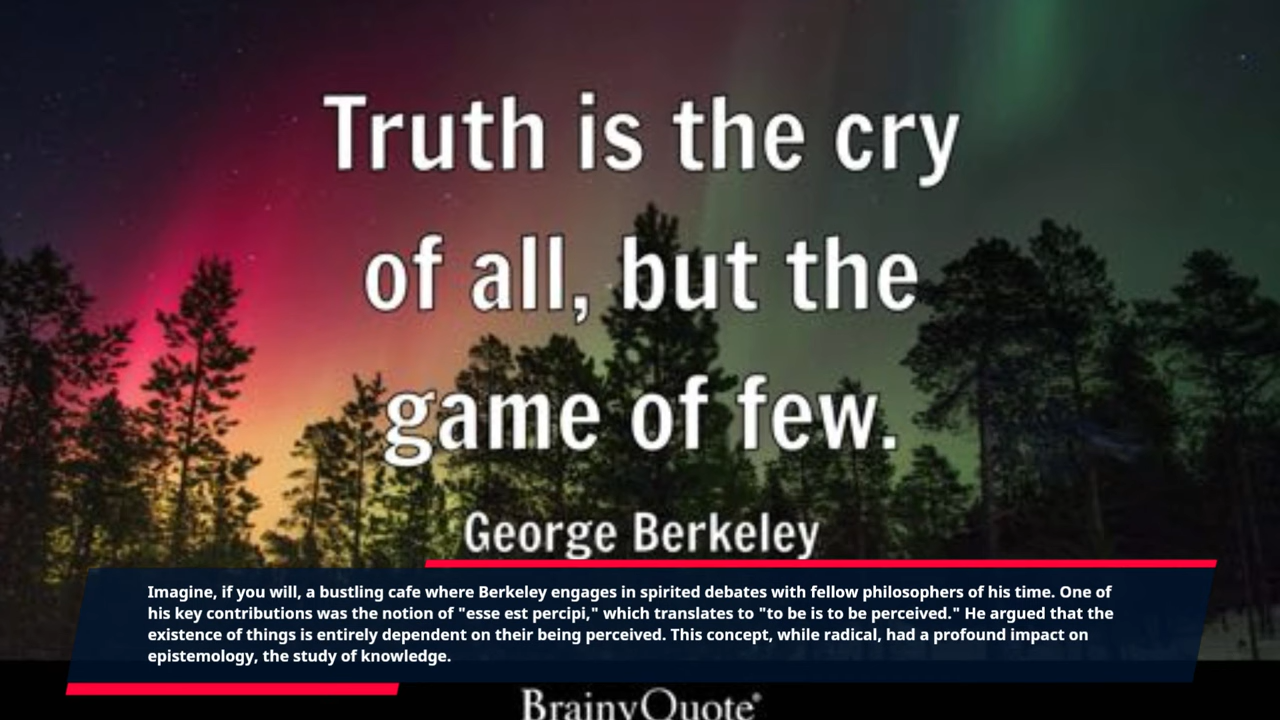 Truth is the cry
of all, but the
game of few.
George Berkeley
Imagine, if you will, a bustling cafe where Berkeley engages in spirited debates with fellow philosophers of his time. One of
his key contributions was the notion of "esse est percipi," which translates to "to be is to be perceived." He argued that the
existence of things is entirely dependent on their being perceived. This concept, while radical, had a profound impact on
epistemology, the study of knowledge.
BrainyQuote®